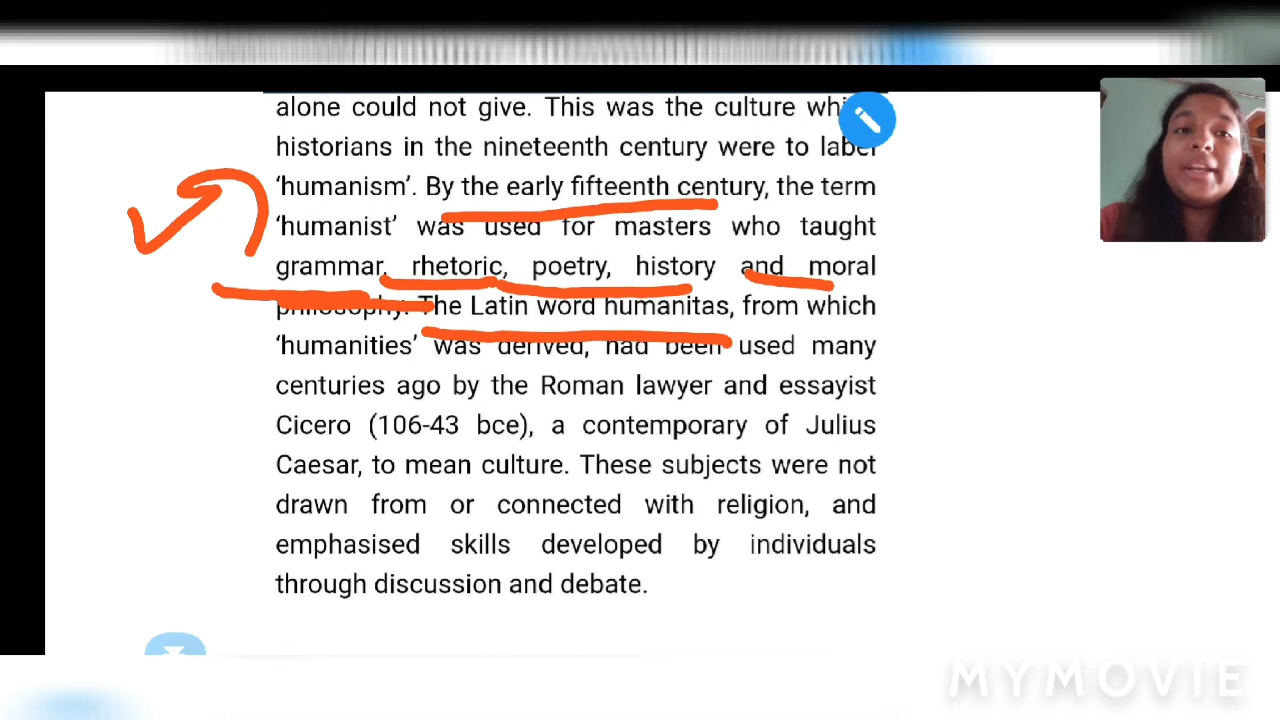 alone could not give. This was the culture which
historians in the nineteenth century were to label
‘humanism’. By the early fifteenth century, the term
‘humanist’ was used for masters who taught
grammar, rhetoric, poetry, history and moral
philosophy. The Latin word humanitas, from which
‘humanities’ was derived, had been used many
centuries ago by the Roman lawyer and essayist
Cicero (106-43 bce), a contemporary of Julius
Caesar, to mean culture. These subjects were not
drawn from or connected with religion, and
emphasised skills developed by individuals
through discussion and debate.
MYMOVIE